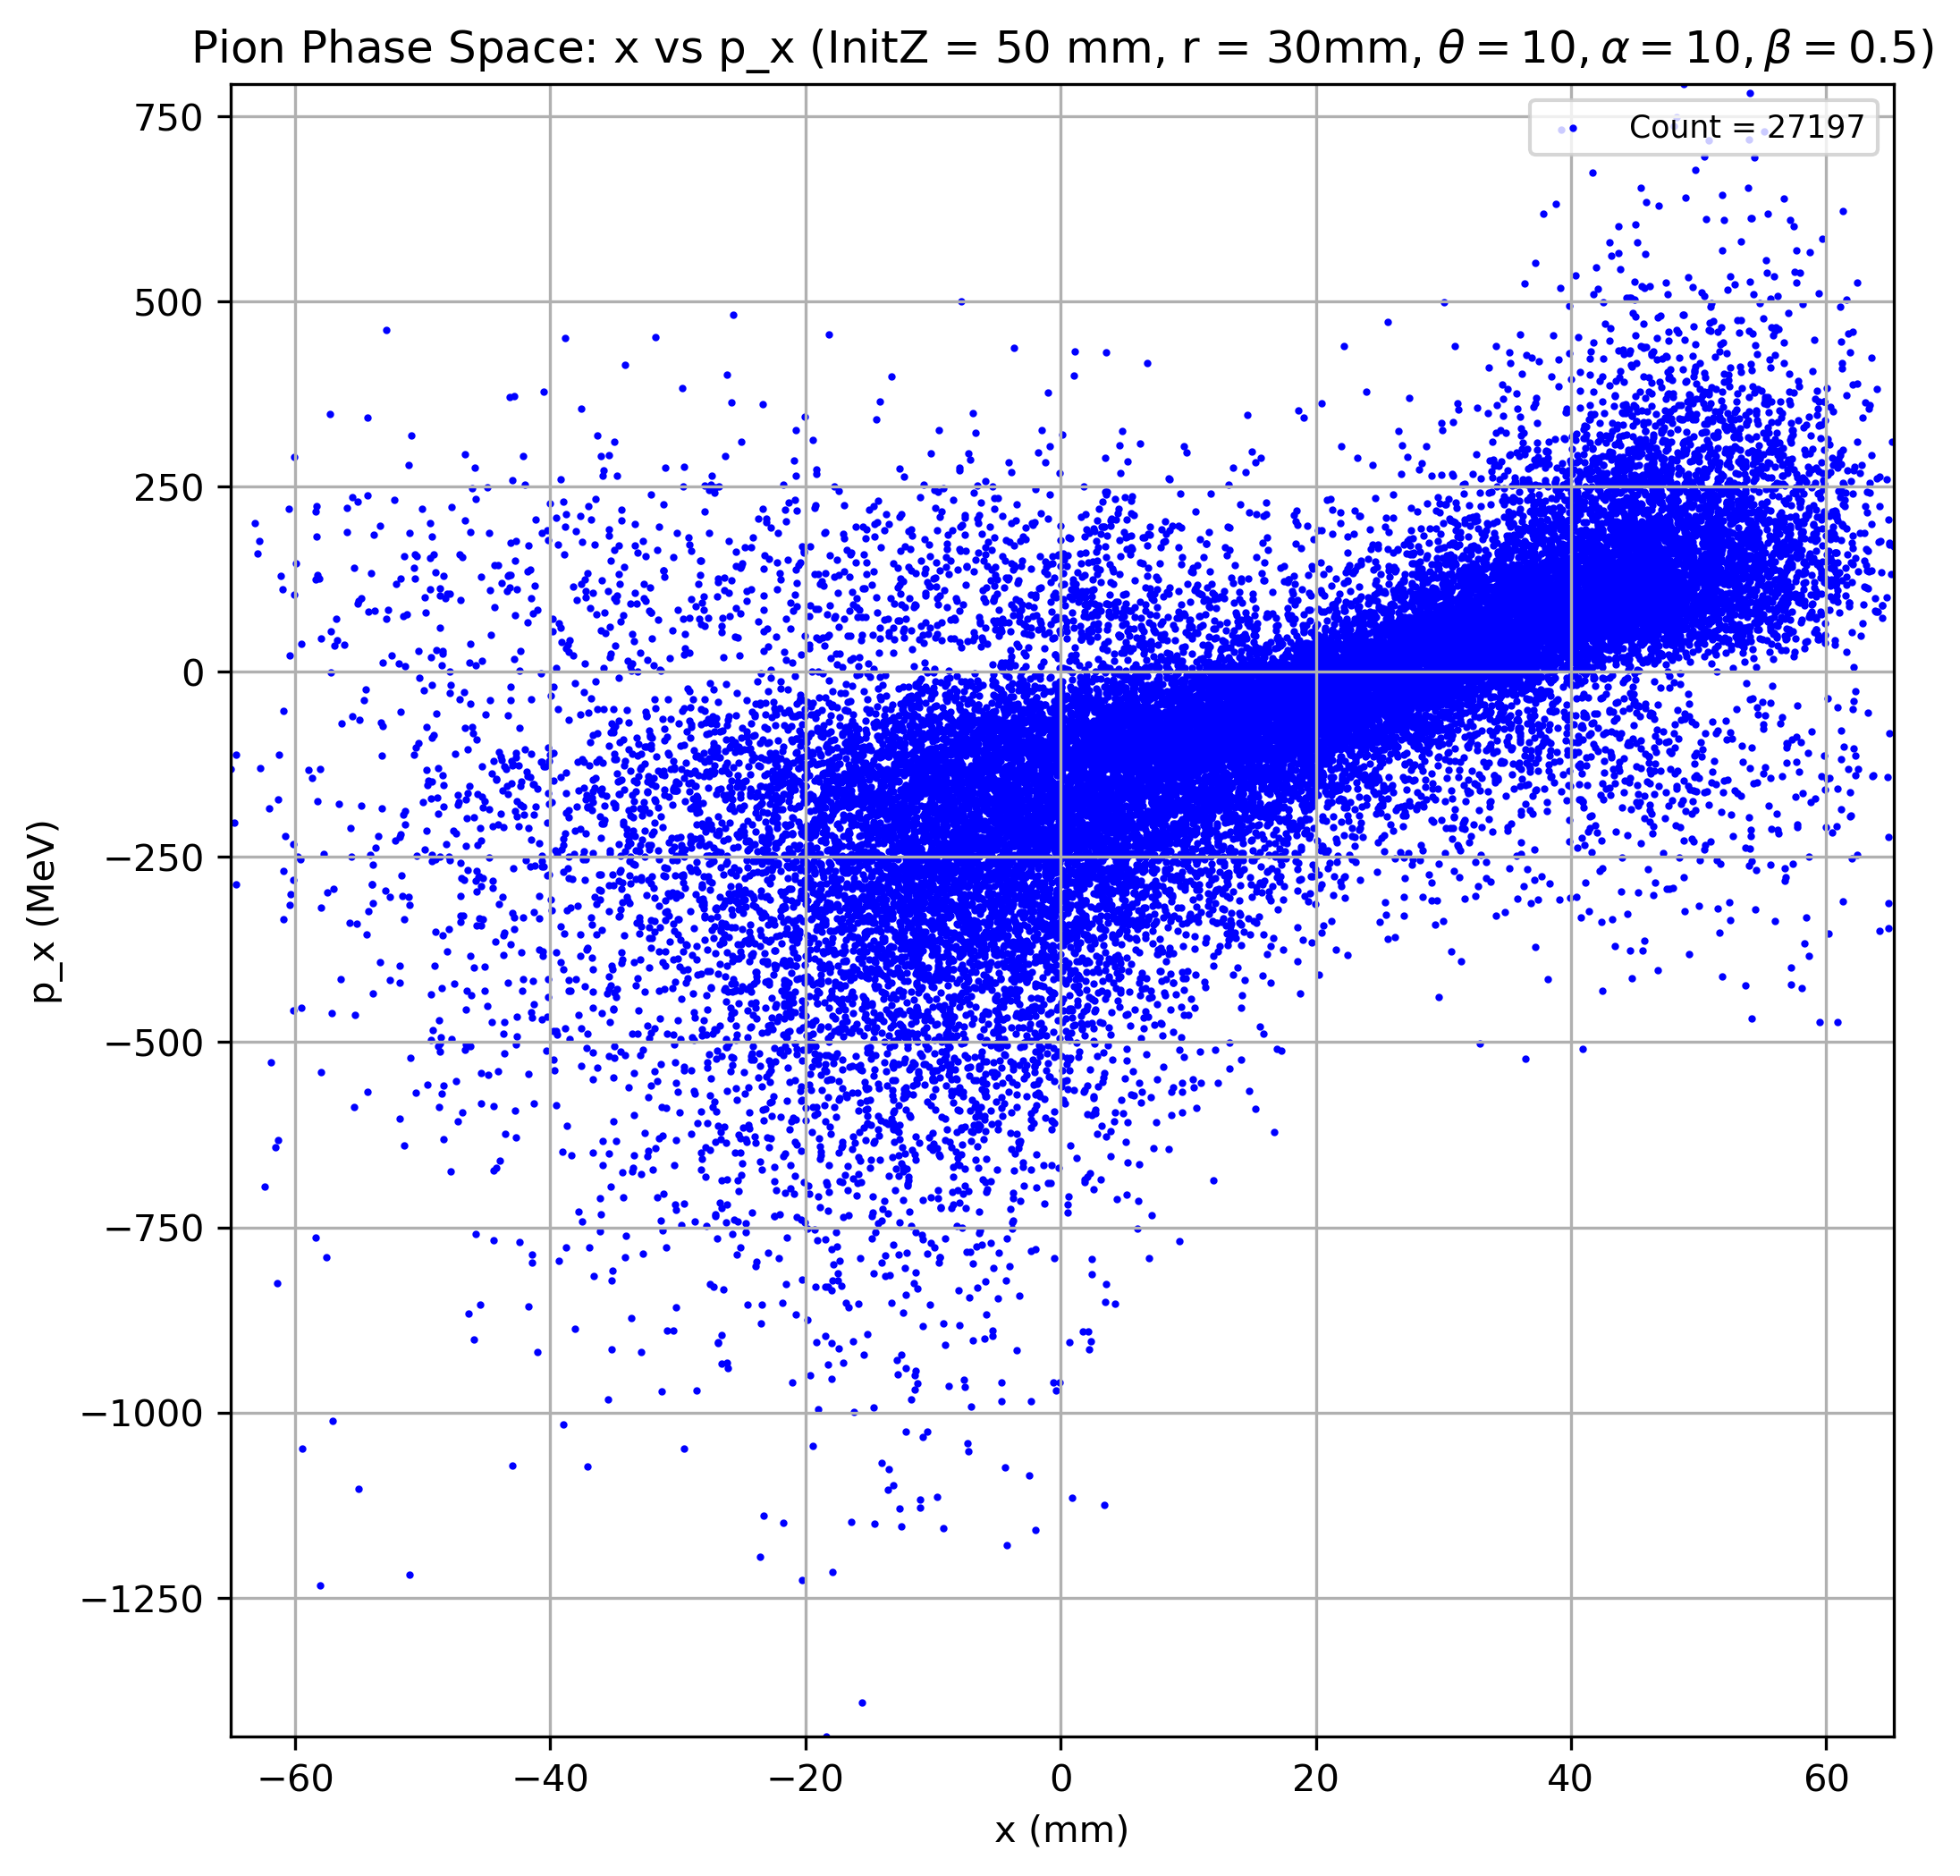 Pion Phase Space: x vs p_x (InitZ = 50 mm, r = 30mm, θ = 10, α = 10, β = 0.5)
Count = 27197
750
500
250
0
−250
−500
−750
−1000
−1250
p_x (MeV)
−60 −40 −20 0 20 40 60
x (mm)